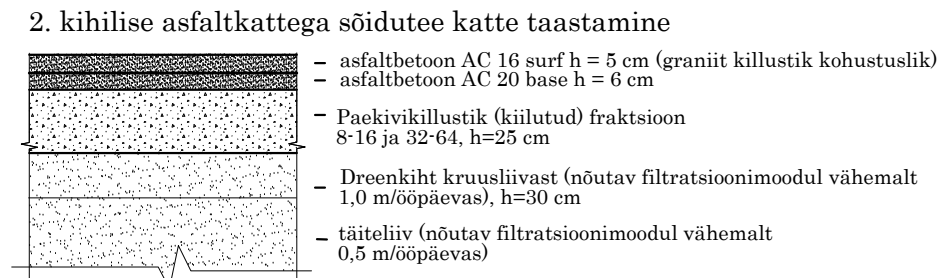 2. kihilise asfaltkattega sõidutee katte taastamine
– asfaltbetoon AC 16 surf h = 5 cm (graniit killustik kohustuslik)
– asfaltbetoon AC 20 base h = 6 cm
– Paekivikillustik (kiilutud) fraktsioon
8-16 ja 32-64, h=25 cm
– Dreenkiht kruusliivast (nõutav filtratsioonimoodul vähemalt
1,0 m/ööpäevas), h=30 cm
– täiteliiv (nõutav filtratsioonimoodul vähemalt
0,5 m/ööpäevas)